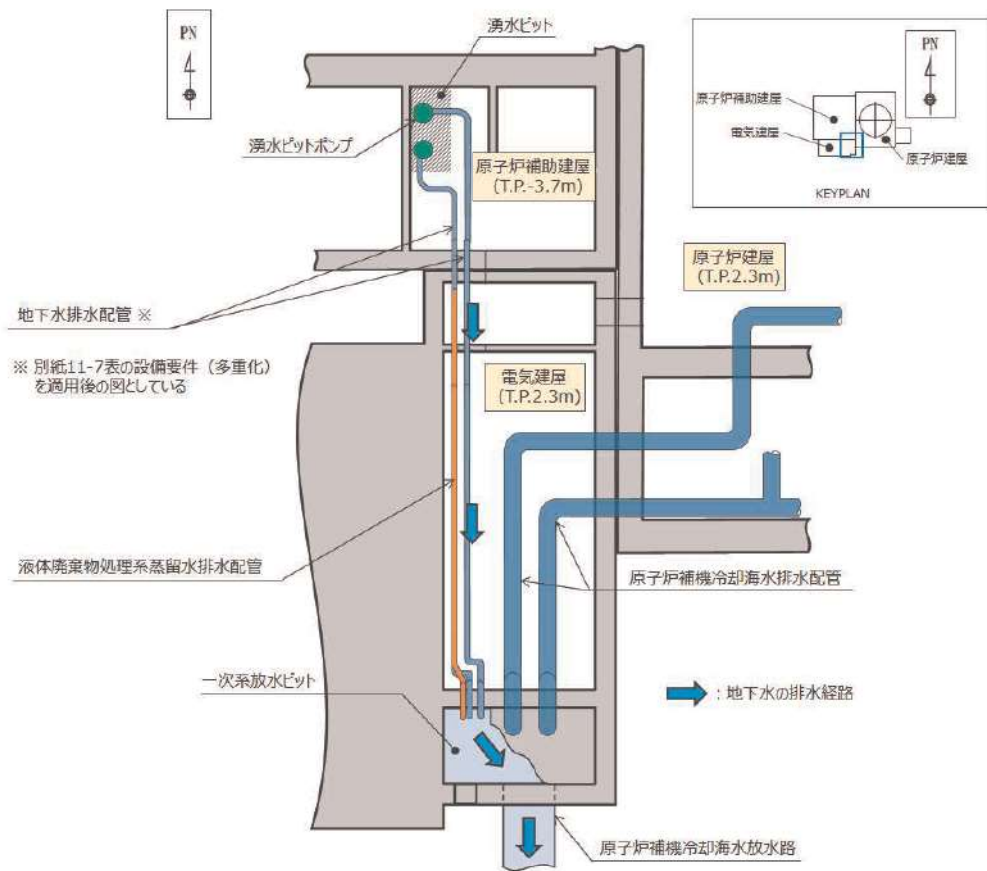 湧水ピット
PN
PN
原子炉補助建屋
電気建屋
原子炉建屋
KEYPLAN
湧水ピットポンプ
原子炉補助建屋
(T.P.-3.7m)
原子炉建屋
(T.P.2.3m)
地下水排水配管 ※
※ 別紙11-7表の設備要件（多重化）
を適用後の図としている
電気建屋
(T.P.2.3m)
液体廃棄物処理系蒸留水排水配管
原子炉補機冷却海水排水配管
一次系放水ピット
：地下水の排水経路
原子炉補機冷却海水放水路